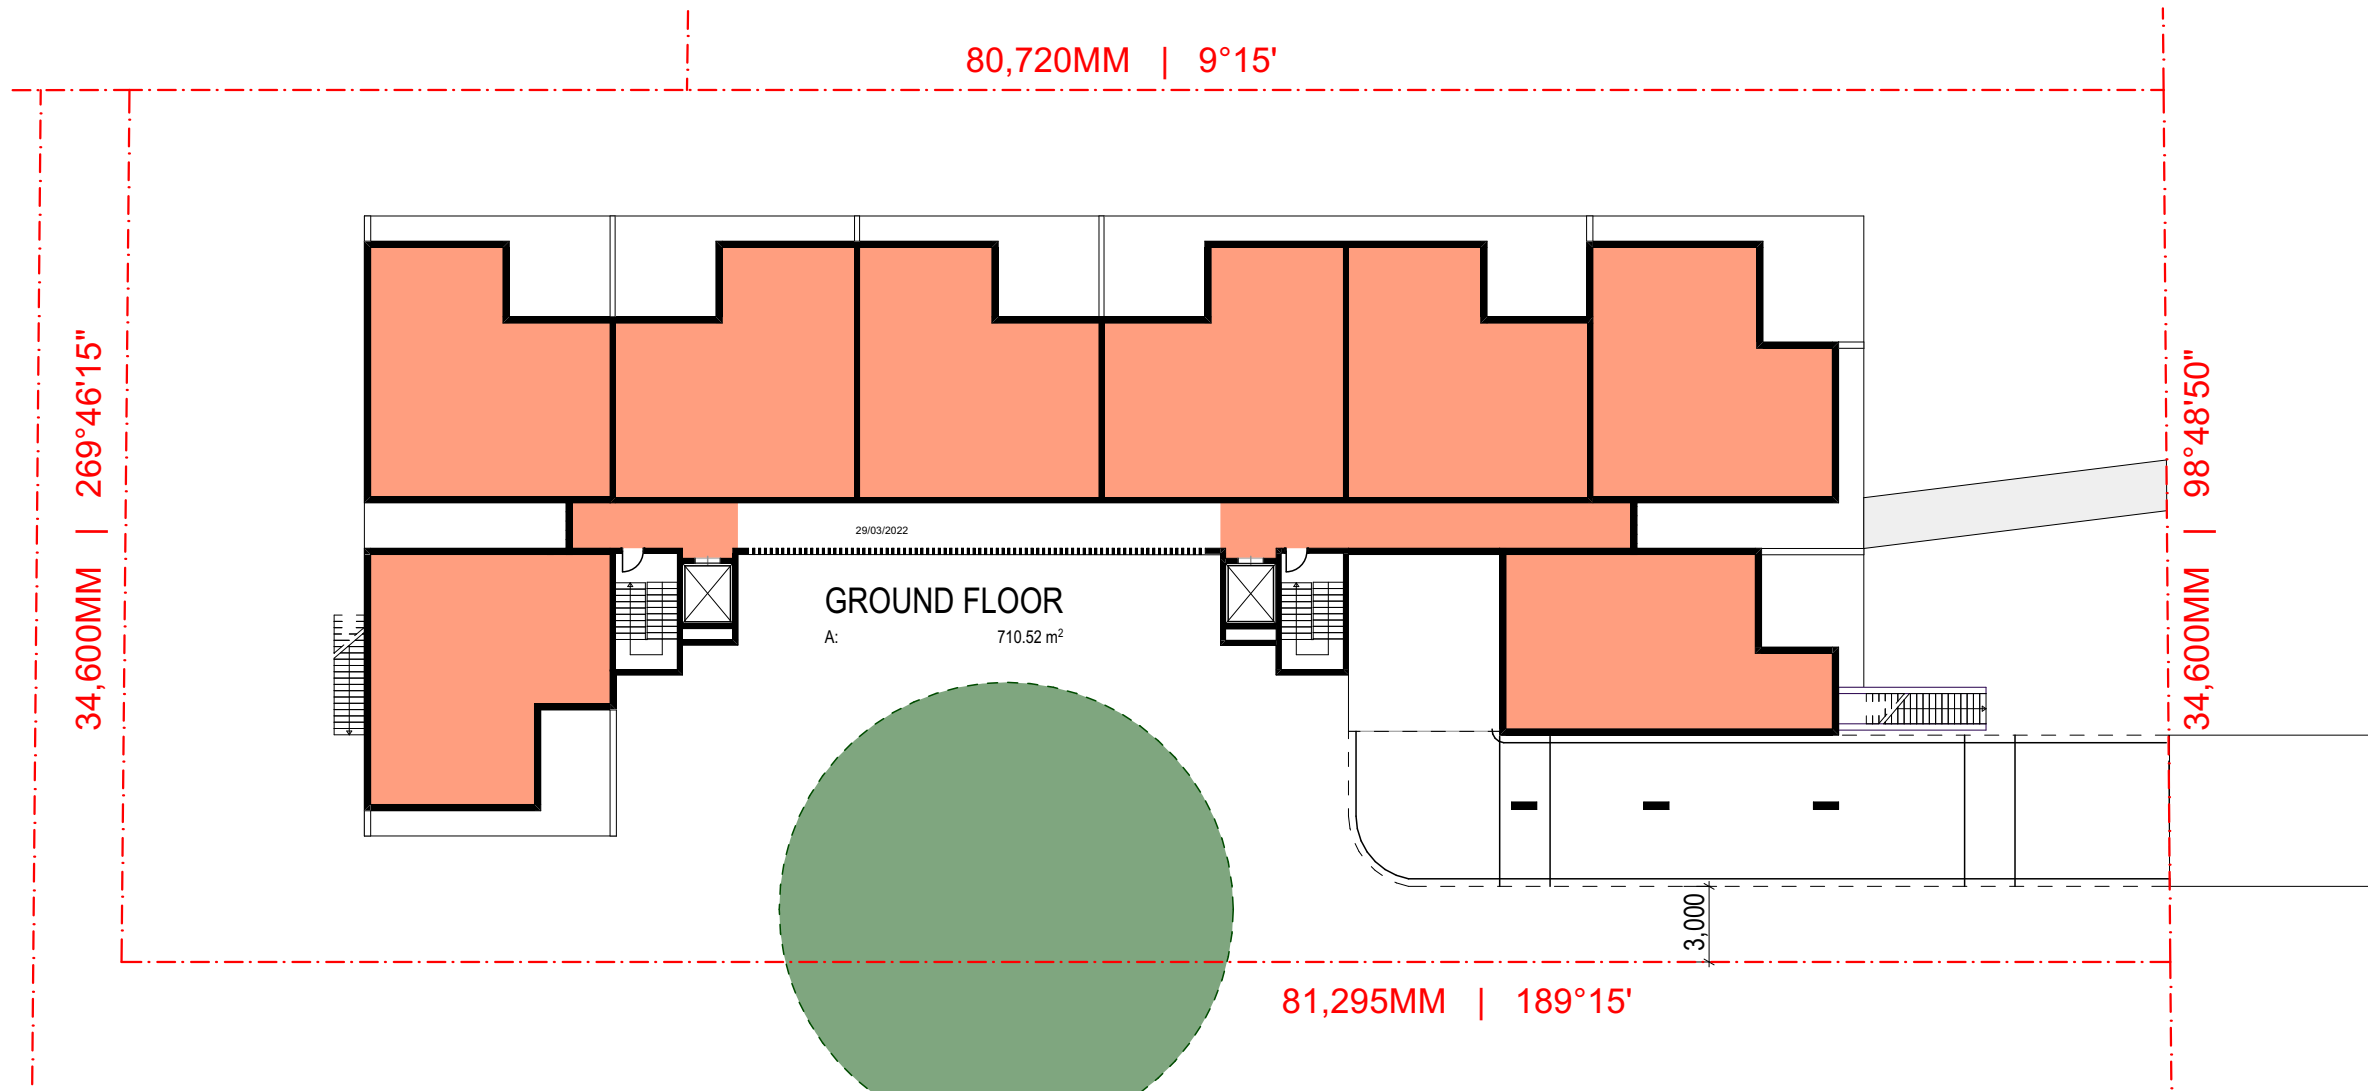 80,720MM | 9°15'
34,600MM | 269°46'15"
34,600MM | 98°48'50"
29/03/2022
GROUND FLOOR
A: 710.52 m²
3,000
81,295MM | 189°15'